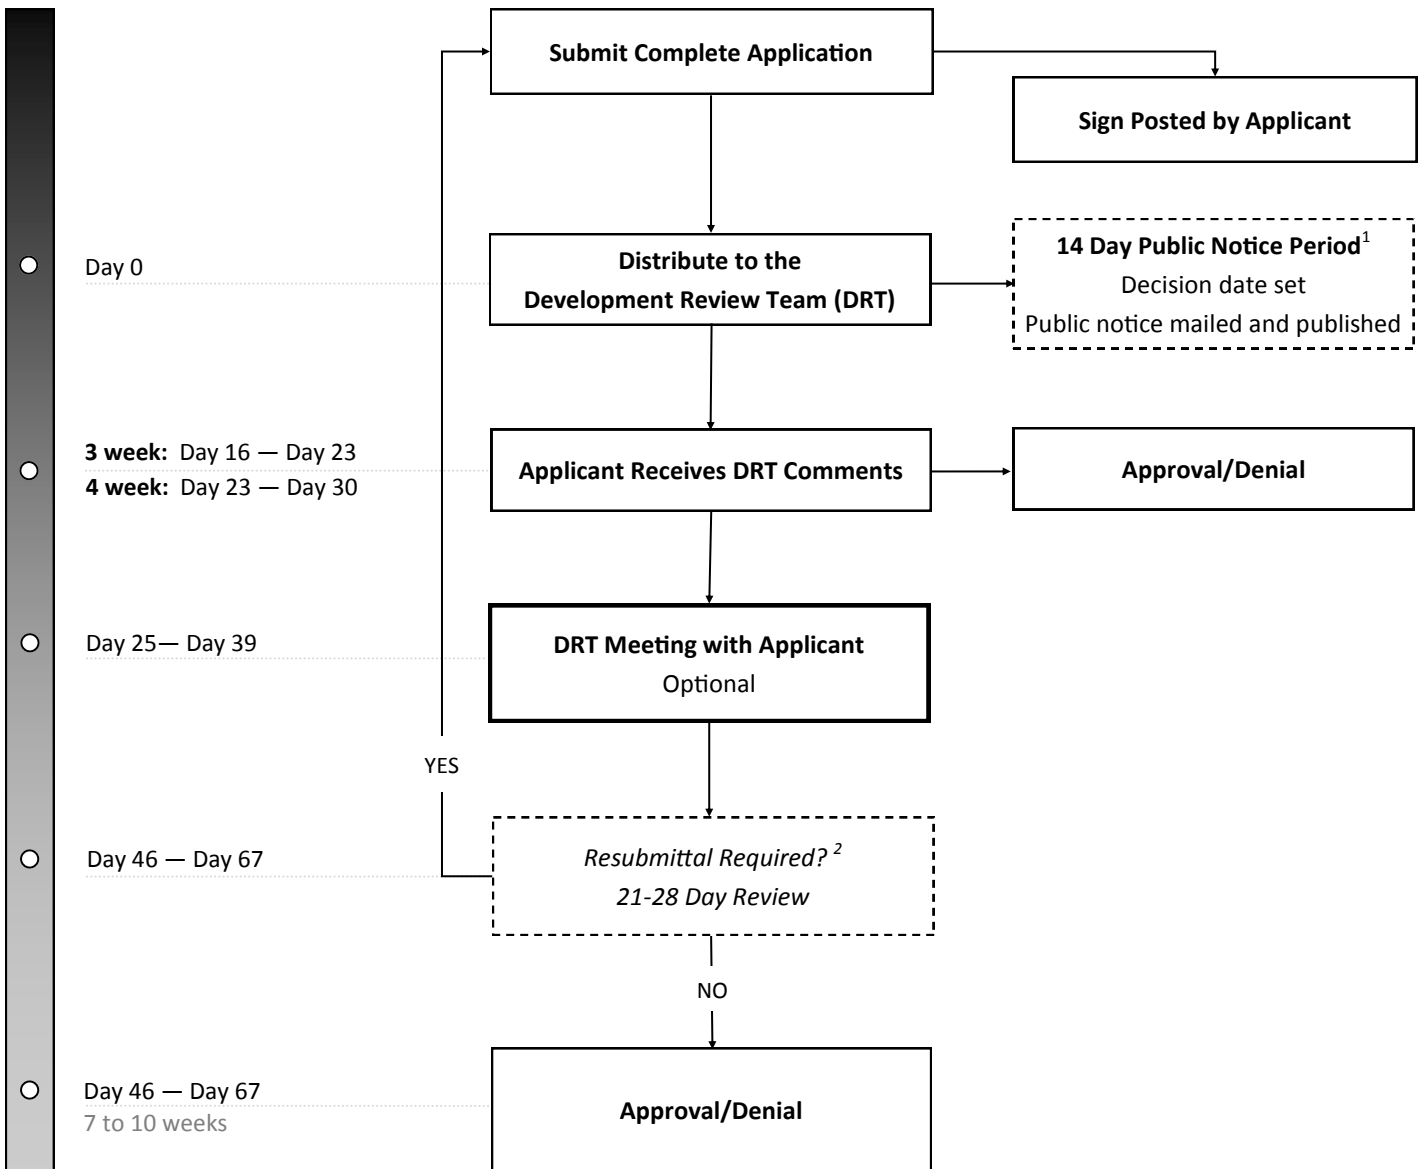 Submit Complete Application
Sign Posted by Applicant
Day 0
Distribute to the
Development Review Team (DRT)
14 Day Public Notice Period1
Decision date set
Public notice mailed and published
3 week: Day 16 — Day 23
4 week: Day 23 — Day 30
Applicant Receives DRT Comments
Approval/Denial
Day 25— Day 39
DRT Meeting with Applicant
Optional
YES
Day 46 — Day 67
Resubmittal Required? 2
21-28 Day Review
NO
Day 46 — Day 67
7 to 10 weeks
Approval/Denial